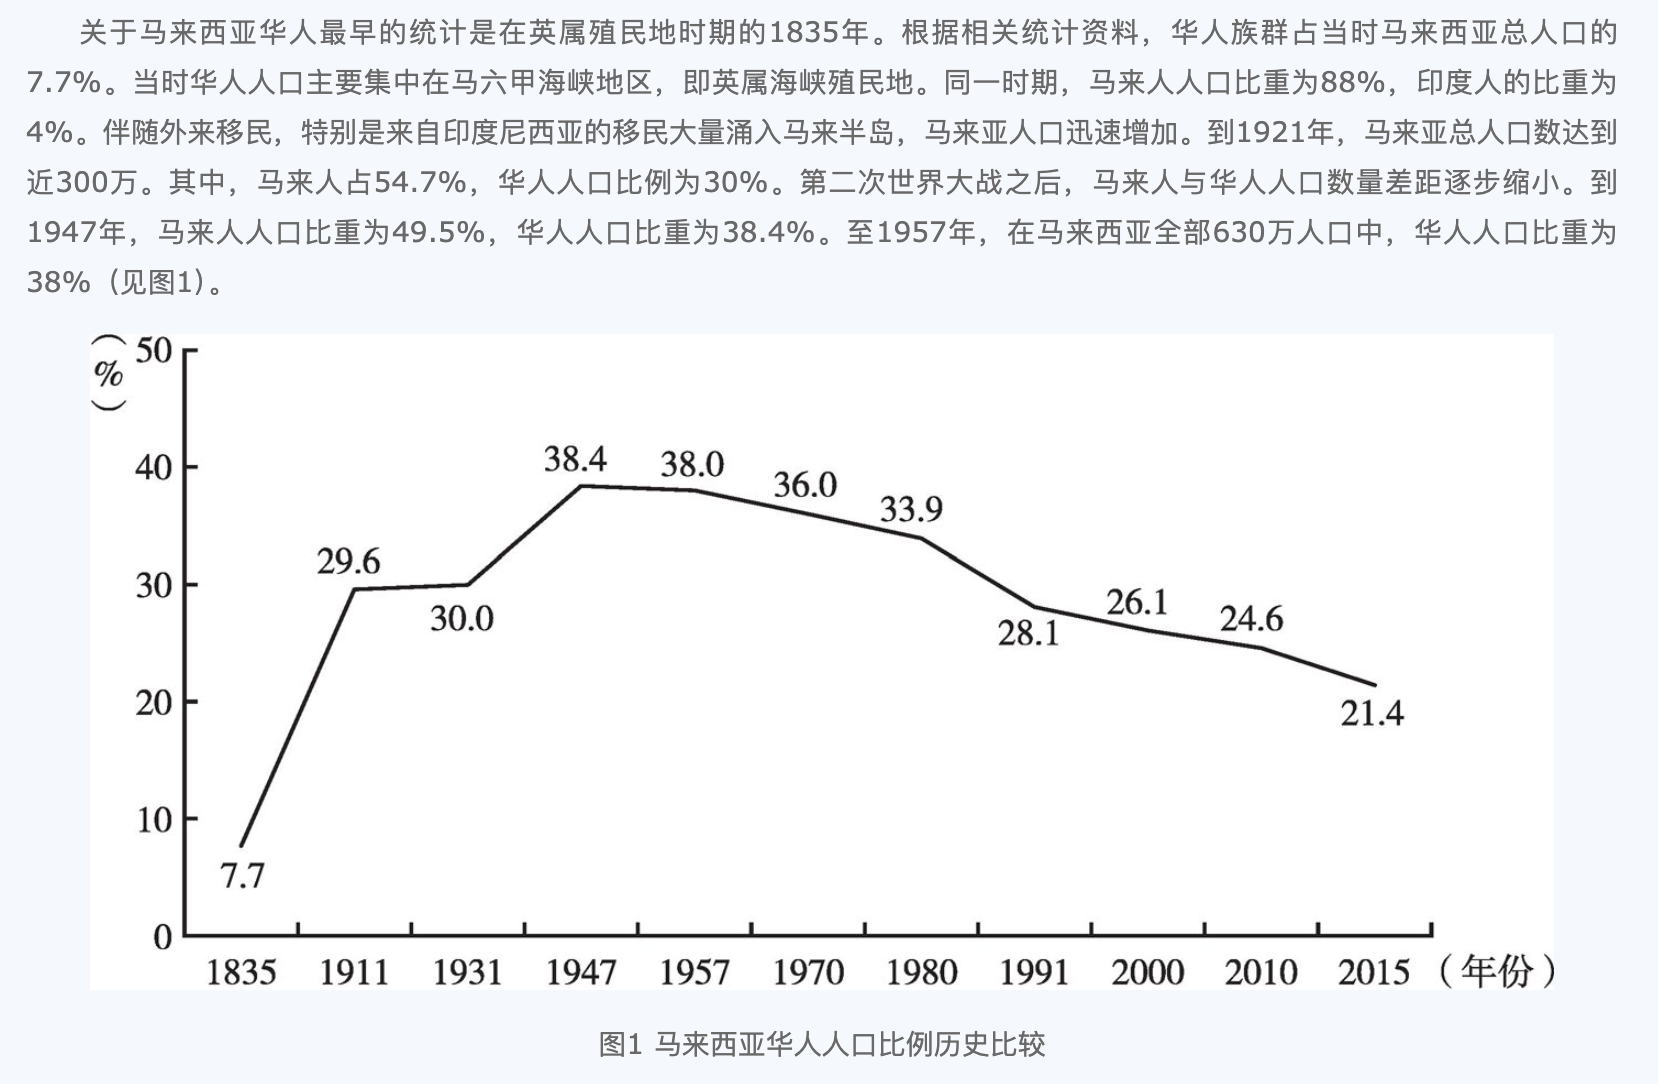 关于马来西亚华人最早的统计是在英属殖民地时期的1835年。根据相关统计资料，华人族群占当时马来西亚总人口的
7.7%。当时华人人口主要集中在马六甲海峡地区，即英属海峡殖民地。同一时期，马来人人口比重为88%，印度人的比重为
4%。伴随外来移民，特别是来自印度尼西亚的移民大量涌入马来半岛，马来亚人口迅速增加。到1921年，马来亚总人口数达到
近300万。其中，马来人占54.7%，华人人口比例为30%。第二次世界大战之后，马来人与华人人口数量差距逐步缩小。到
1947年，马来人人口比重为49.5%，华人人口比重为38.4%。至1957年，在马来西亚全部630万人口中，华人人口比重为
38%（见图1）。
（%）
50
40
30
20
10
0
7.7
29.6
30.0
38.4
38.0
36.0
33.9
28.1
26.1
24.6
21.4
1835 1911 1931 1947 1957 1970 1980 1991 2000 2010 2015（年份）
图1 马来西亚华人人口比例历史比较